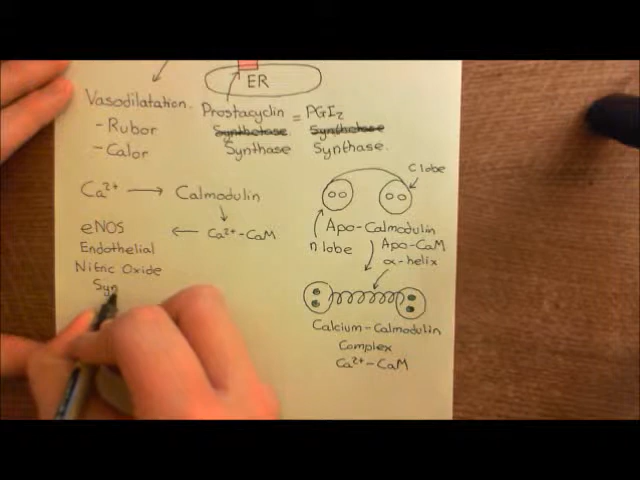 ER
Vasodilatation. Prostacyclin = PGI2
- Rubor Synthetase Synthetase
- Calor Synthase Synthase.
Ca2+ → Calmodulin
C lobe
eNOS ← Ca2+-CaM
Endothelial
Nitric Oxide
Syn
n lobe
Apo-Calmodulin
Apo-CaM
α-helix
Calcium-Calmodulin
Complex
Ca2+-CaM